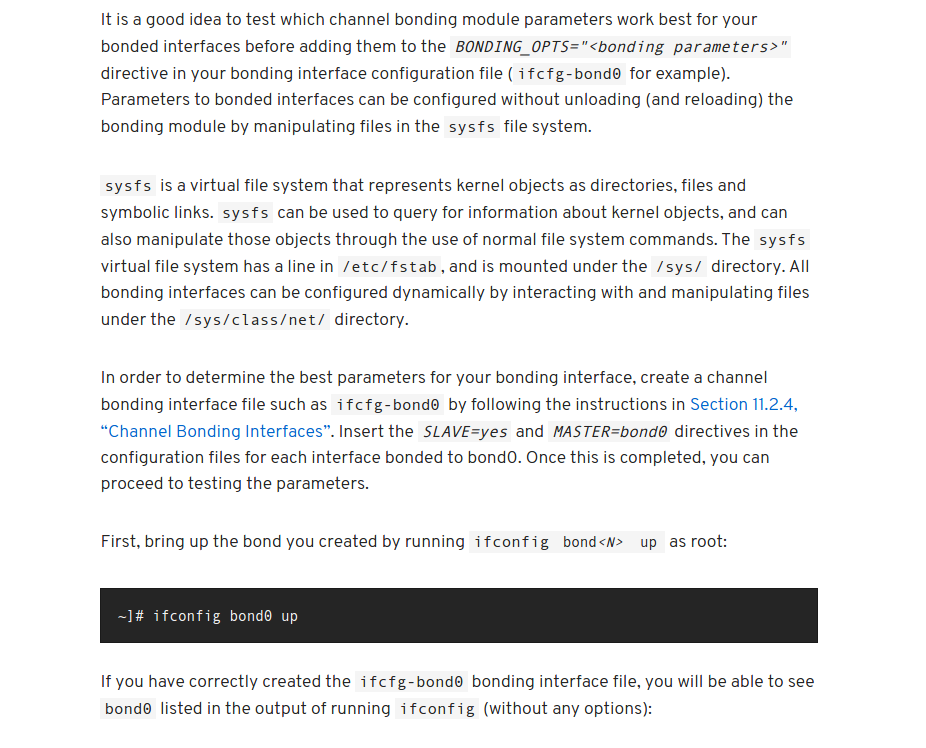 It is a good idea to test which channel bonding module parameters work best for your
bonded interfaces before adding them to the BONDING_OPTS="<bonding parameters>"
directive in your bonding interface configuration file ( ifcfg-bond0 for example).
Parameters to bonded interfaces can be configured without unloading (and reloading) the
bonding module by manipulating files in the sysfs file system.
sysfs is a virtual file system that represents kernel objects as directories, files and
symbolic links. sysfs can be used to query for information about kernel objects, and can
also manipulate those objects through the use of normal file system commands. The sysfs
virtual file system has a line in /etc/fstab , and is mounted under the /sys/ directory. All
bonding interfaces can be configured dynamically by interacting with and manipulating files
under the /sys/class/net/ directory.
In order to determine the best parameters for your bonding interface, create a channel
bonding interface file such as ifcfg-bond0 by following the instructions in Section 11.2.4,
“Channel Bonding Interfaces”. Insert the SLAVE=yes and MASTER=bond0 directives in the
configuration files for each interface bonded to bond0. Once this is completed, you can
proceed to testing the parameters.
First, bring up the bond you created by running ifconfig bond<N> up as root:
~]# ifconfig bond0 up
If you have correctly created the ifcfg-bond0 bonding interface file, you will be able to see
bond0 listed in the output of running ifconfig (without any options):